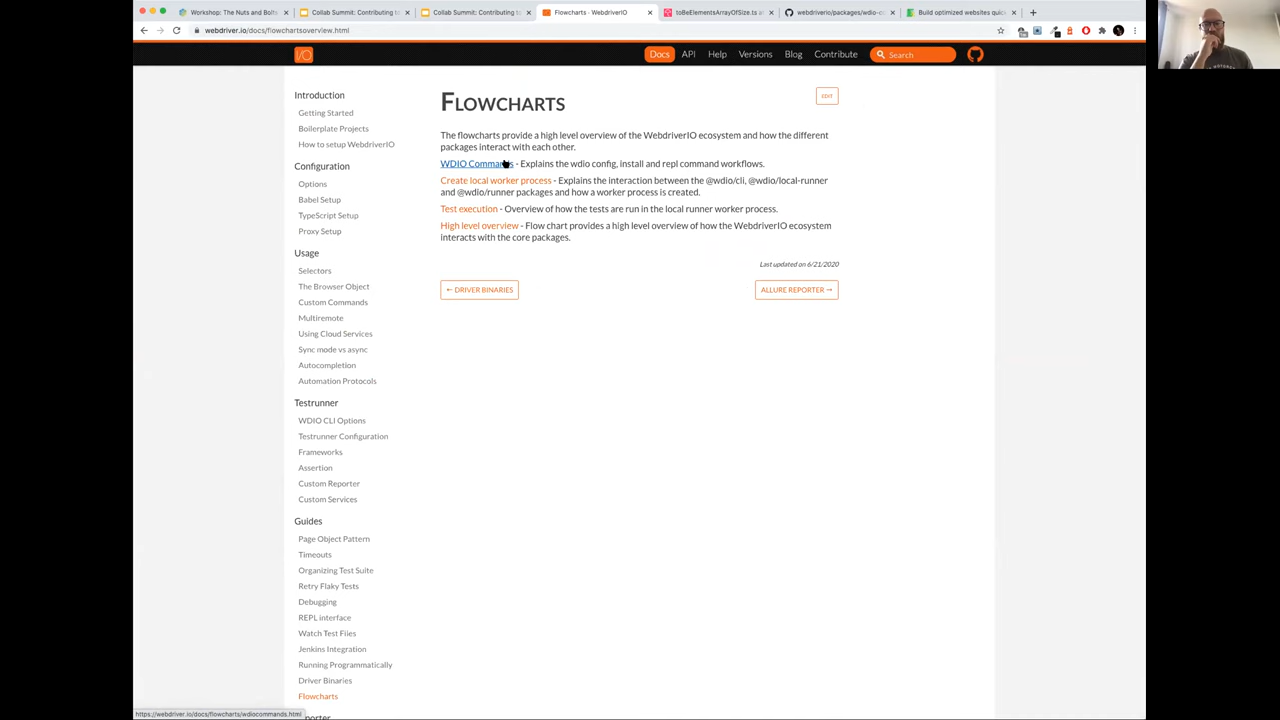 Workshop: The Nuts and Bolts
Collab Summit: Contributing to
Collab Summit: Contributing to
Flowcharts · WebdriverIO
toBeElementsArrayOfSize.ts at
webdriverio/packages/wdio-co
Build optimized websites quick
webdriver.io/docs/flowchartsoverview.html
I/O
Docs
API
Help
Versions
Blog
Contribute
Search
Introduction
Getting Started
Boilerplate Projects
How to setup WebdriverIO
Configuration
Options
Babel Setup
TypeScript Setup
Proxy Setup
Usage
Selectors
The Browser Object
Custom Commands
Multiremote
Using Cloud Services
Sync mode vs async
Autocompletion
Automation Protocols
Testrunner
WDIO CLI Options
Testrunner Configuration
Frameworks
Assertion
Custom Reporter
Custom Services
Guides
Page Object Pattern
Timeouts
Organizing Test Suite
Retry Flaky Tests
Debugging
REPL interface
Watch Test Files
Jenkins Integration
Running Programmatically
Driver Binaries
Flowcharts
FLOWCHARTS
EDIT
The flowcharts provide a high level overview of the WebdriverIO ecosystem and how the different
packages interact with each other.
WDIO Commands - Explains the wdio config, install and repl command workflows.
Create local worker process - Explains the interaction between the @wdio/cli, @wdio/local-runner
and @wdio/runner packages and how a worker process is created.
Test execution - Overview of how the tests are run in the local runner worker process.
High level overview - Flow chart provides a high level overview of how the WebdriverIO ecosystem
interacts with the core packages.
Last updated on 6/21/2020
← DRIVER BINARIES
ALLURE REPORTER →
https://webdriver.io/docs/flowcharts/wdiocommands.html